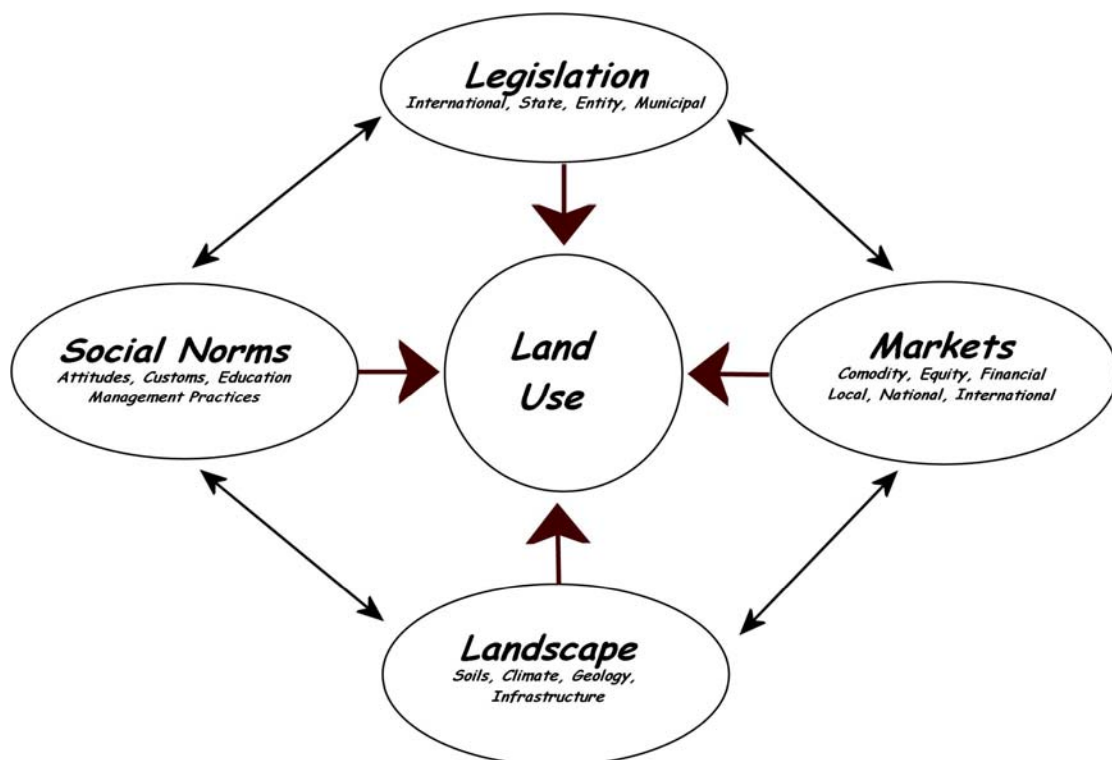 Legislation
International, State, Entity, Municipal
Social Norms
Attitudes, Customs, Education
Management Practices
Land
Use
Markets
Comodity, Equity, Financial
Local, National, International
Landscape
Soils, Climate, Geology,
Infrastructure